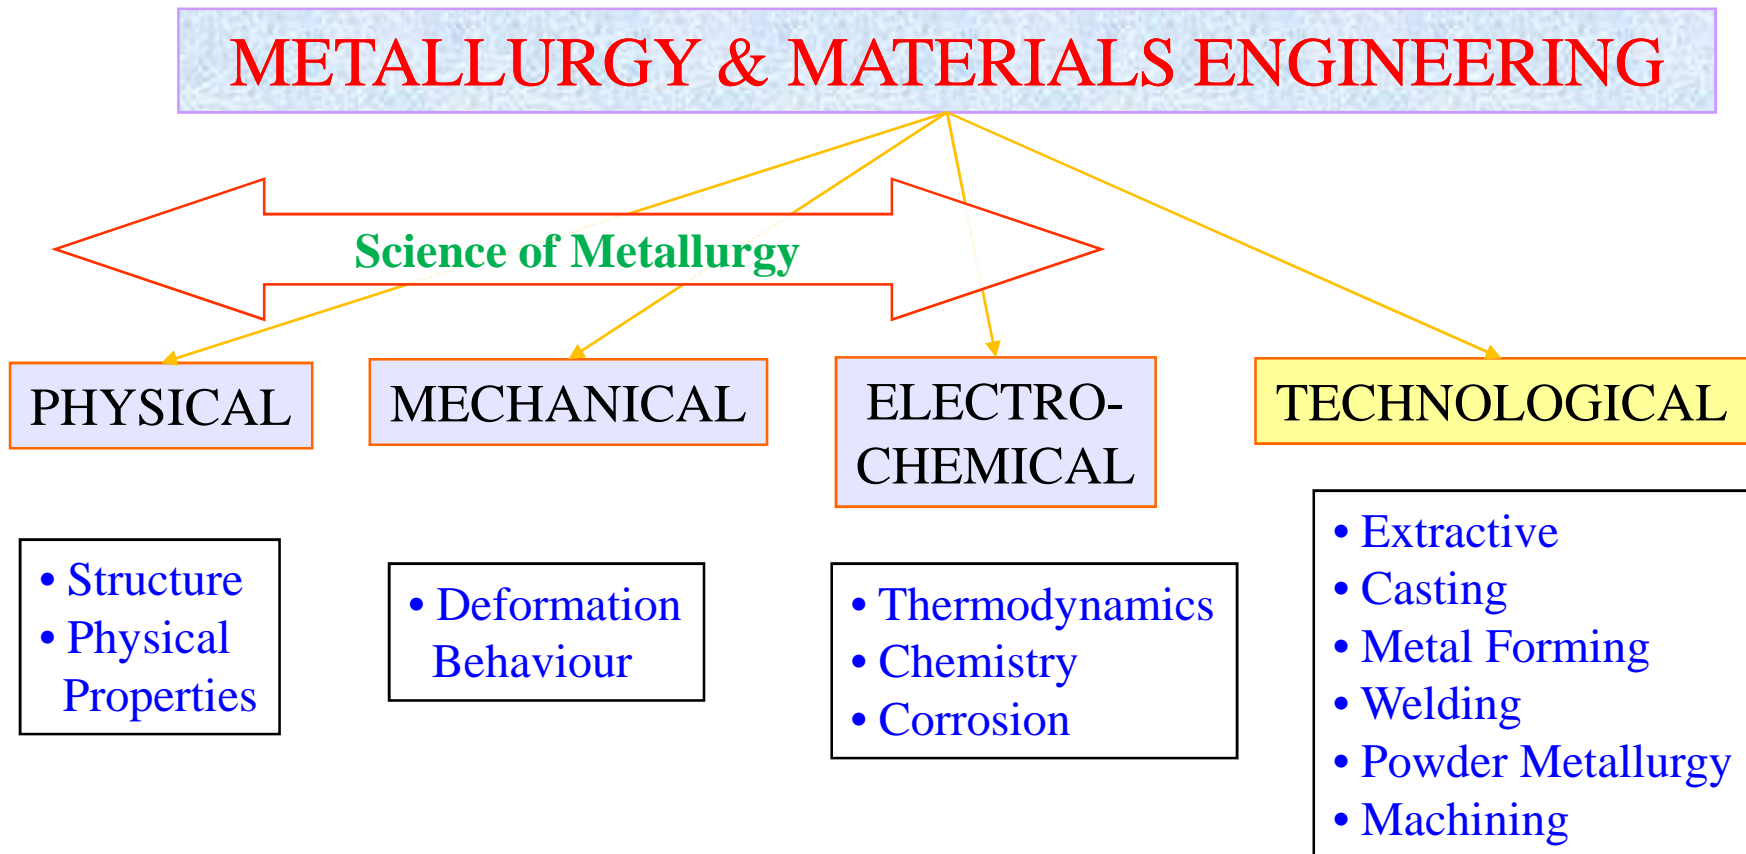 METALLURGY & MATERIALS ENGINEERING
Science of Metallurgy
PHYSICAL
MECHANICAL
ELECTRO-
CHEMICAL
TECHNOLOGICAL
• Structure
• Physical
Properties
• Deformation
Behaviour
• Thermodynamics
• Chemistry
• Corrosion
• Extractive
• Casting
• Metal Forming
• Welding
• Powder Metallurgy
• Machining